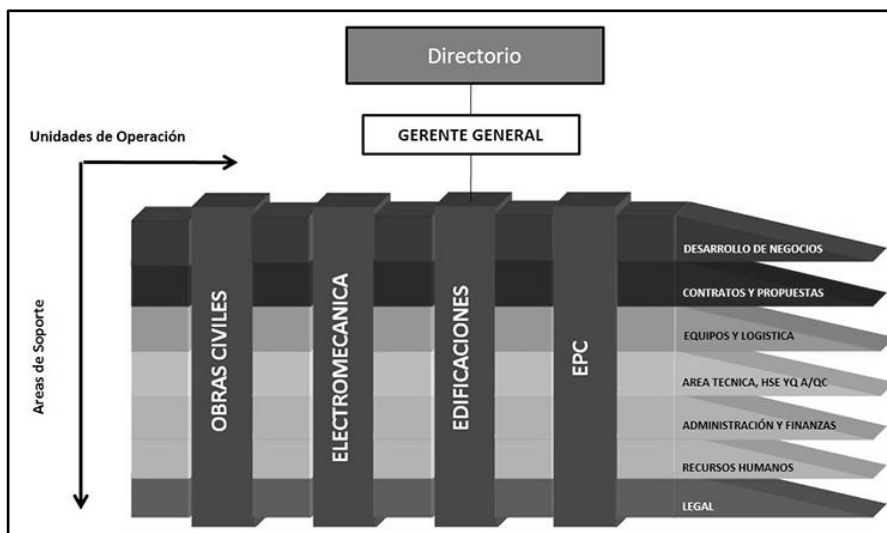 Directorio
GERENTE GENERAL
Unidades de Operación
Areas de Soporte
OBRAS CIVILES
ELECTROMECANICA
EDIFICACIONES
EPC
DESARROLLO DE NEGOCIOS
CONTRATOS Y PROPUESTAS
EQUIPOS Y LOGISTICA
AREA TECNICA, HSE YQ A/QC
ADMINISTRACIÓN Y FINANZAS
RECURSOS HUMANOS
LEGAL